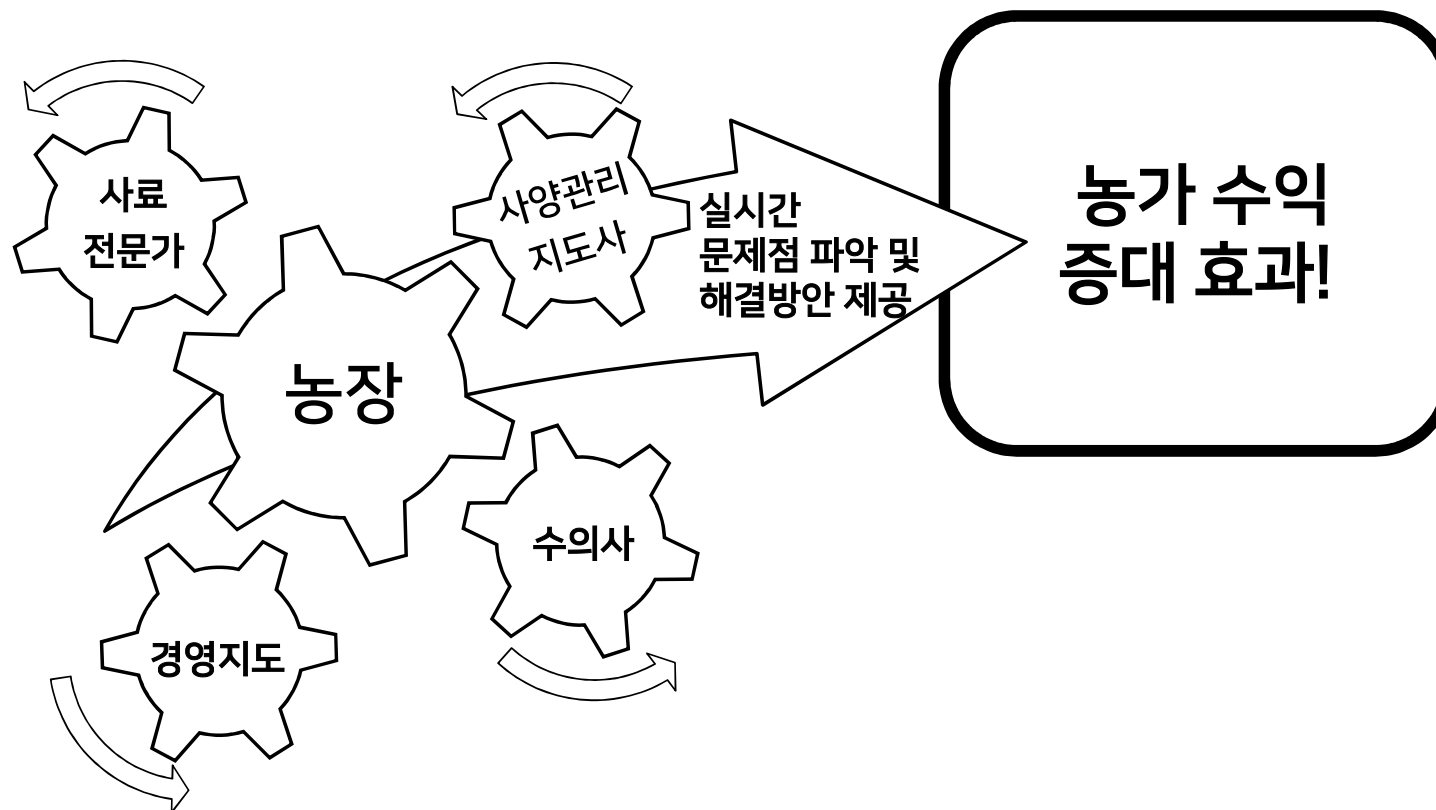 사료
전문가
사양관리
지도사
실시간
문제점 파악 및
해결방안 제공
농가 수익
증대 효과!
농장
수의사
경영지도